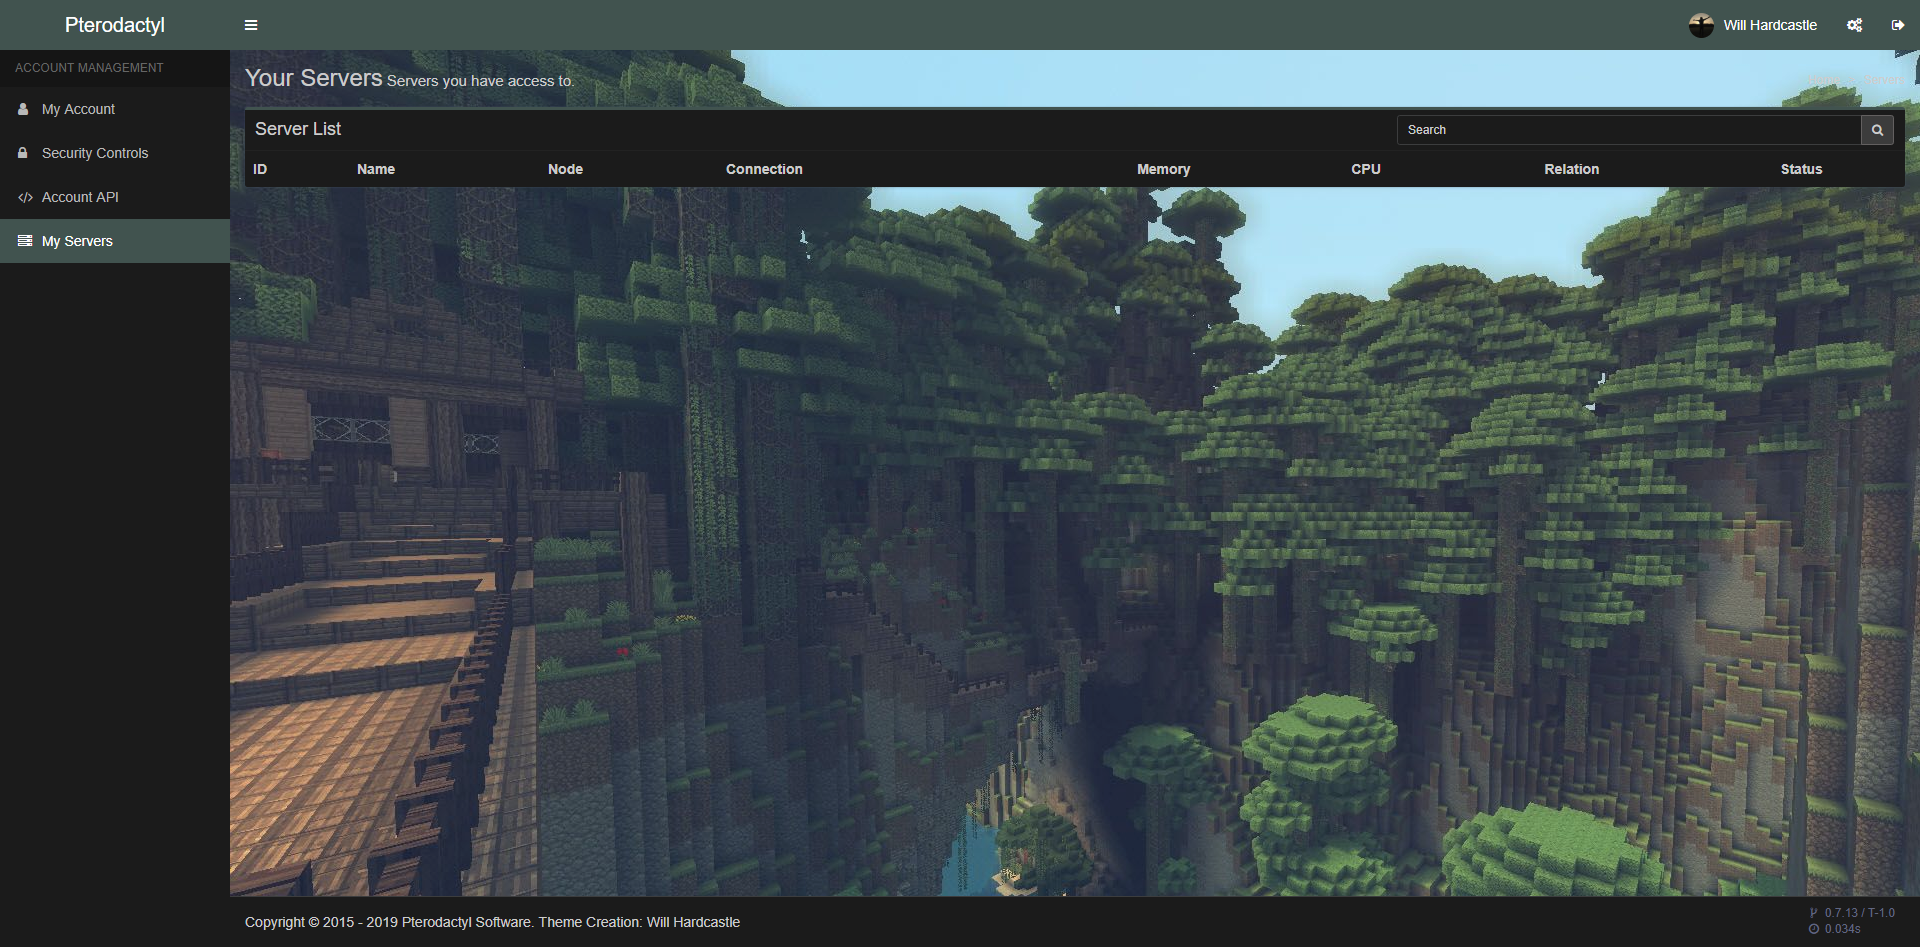 Pterodactyl
Will Hardcastle
ACCOUNT MANAGEMENT
My Account
Security Controls
Account API
My Servers
Your Servers Servers you have access to.
Server List
Search
ID Name Node Connection Memory CPU Relation Status
Copyright © 2015 - 2019 Pterodactyl Software. Theme Creation: Will Hardcastle
0.7.13 / T-1.0
0.034s